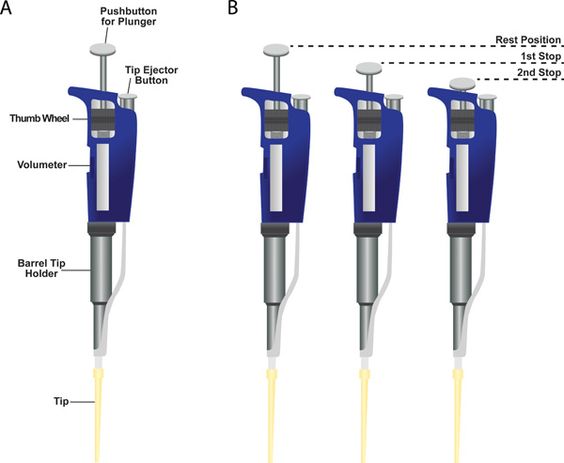 A
Pushbutton
for Plunger
Tip Ejector
Button
Thumb Wheel
Volumeter
Barrel Tip
Holder
Tip
B
Rest Position
1st Stop
2nd Stop